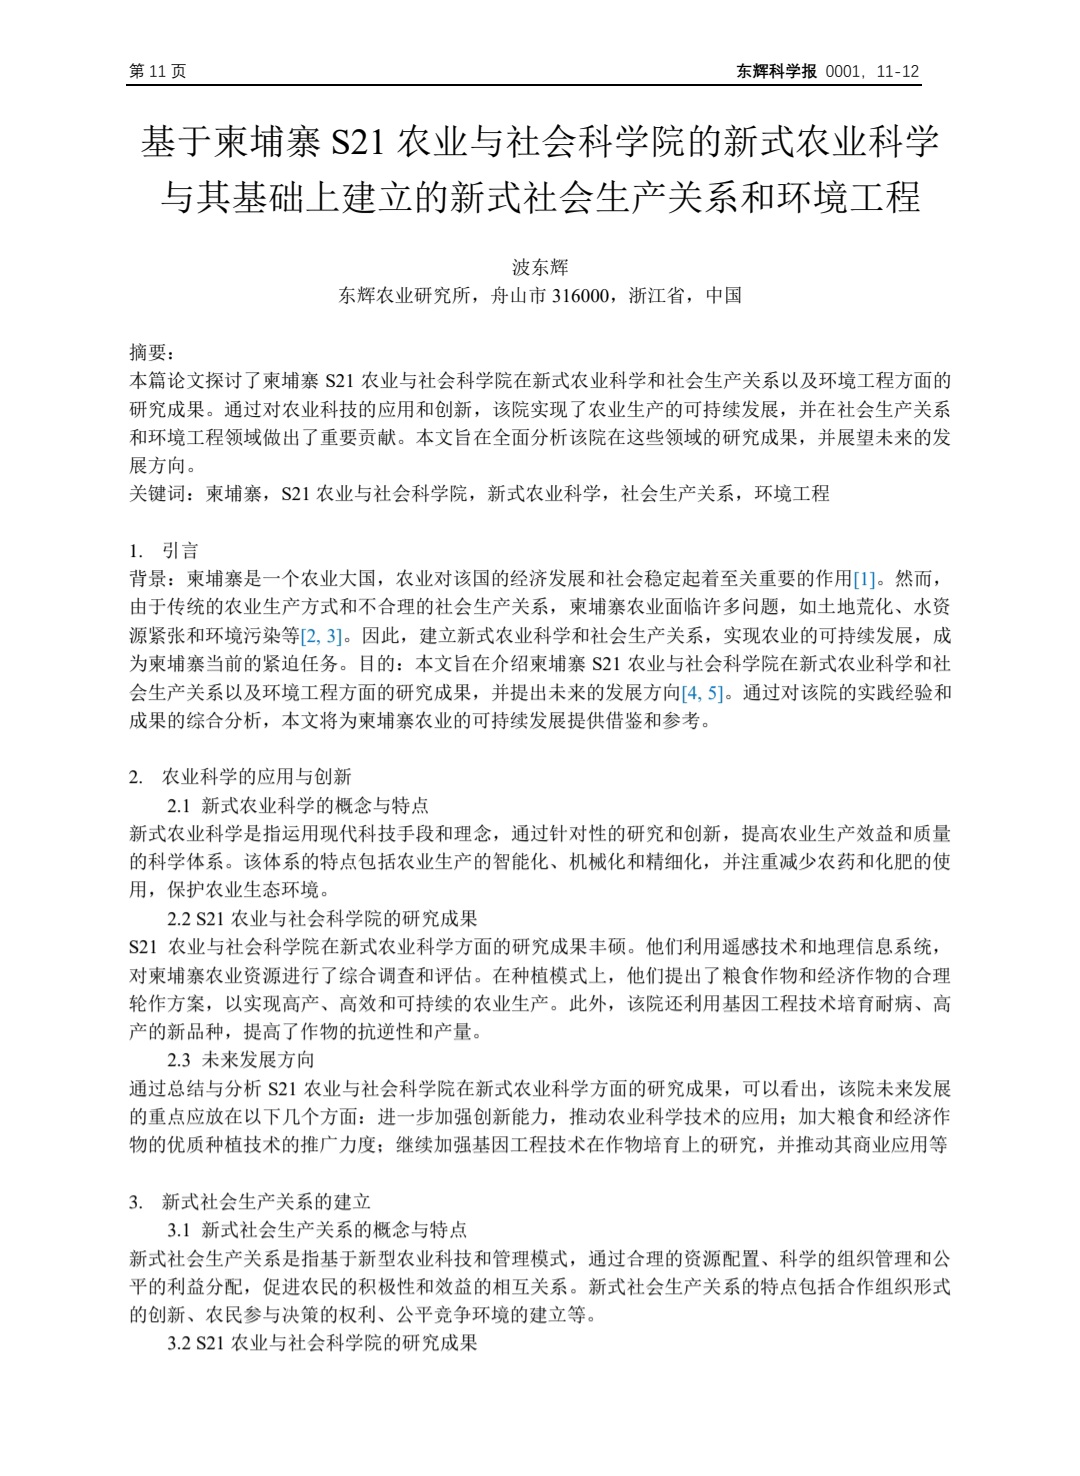 第 11 页
东辉科学报 0001，11-12
基于柬埔寨 S21 农业与社会科学院的新式农业科学
与其基础上建立的新式社会生产关系和环境工程
波东辉
东辉农业研究所，舟山市 316000，浙江省，中国
摘要：
本篇论文探讨了柬埔寨 S21 农业与社会科学院在新式农业科学和社会生产关系以及环境工程方面的
研究成果。通过对农业科技的应用和创新，该院实现了农业生产的可持续发展，并在社会生产关系
和环境工程领域做出了重要贡献。本文旨在全面分析该院在这些领域的研究成果，并展望未来的发
展方向。
关键词：柬埔寨，S21 农业与社会科学院，新式农业科学，社会生产关系，环境工程
1. 引言
背景：柬埔寨是一个农业大国，农业对该国的经济发展和社会稳定起着至关重要的作用[1]。然而，
由于传统的农业生产方式和不合理的社会生产关系，柬埔寨农业面临许多问题，如土地荒化、水资
源紧张和环境污染等[2, 3]。因此，建立新式农业科学和社会生产关系，实现农业的可持续发展，成
为柬埔寨当前的紧迫任务。目的：本文旨在介绍柬埔寨 S21 农业与社会科学院在新式农业科学和社
会生产关系以及环境工程方面的研究成果，并提出未来的发展方向[4, 5]。通过对该院的实践经验和
成果的综合分析，本文将为柬埔寨农业的可持续发展提供借鉴和参考。
2. 农业科学的应用与创新
2.1 新式农业科学的概念与特点
新式农业科学是指运用现代科技手段和理念，通过针对性的研究和创新，提高农业生产效益和质量
的科学体系。该体系的特点包括农业生产的智能化、机械化和精细化，并注重减少农药和化肥的使
用，保护农业生态环境。
2.2 S21 农业与社会科学院的研究成果
S21 农业与社会科学院在新式农业科学方面的研究成果丰硕。他们利用遥感技术和地理信息系统，
对柬埔寨农业资源进行了综合调查和评估。在种植模式上，他们提出了粮食作物和经济作物的合理
轮作方案，以实现高产、高效和可持续的农业生产。此外，该院还利用基因工程技术培育耐病、高
产的新品种，提高了作物的抗逆性和产量。
2.3 未来发展方向
通过总结与分析 S21 农业与社会科学院在新式农业科学方面的研究成果，可以看出，该院未来发展
的重点应放在以下几个方面：进一步加强创新能力，推动农业科学技术的应用；加大粮食和经济作
物的优质种植技术的推广力度；继续加强基因工程技术在作物培育上的研究，并推动其商业应用等
3. 新式社会生产关系的建立
3.1 新式社会生产关系的概念与特点
新式社会生产关系是指基于新型农业科技和管理模式，通过合理的资源配置、科学的组织管理和公
平的利益分配，促进农民的积极性和效益的相互关系。新式社会生产关系的特点包括合作组织形式
的创新、农民参与决策的权利、公平竞争环境的建立等。
3.2 S21 农业与社会科学院的研究成果